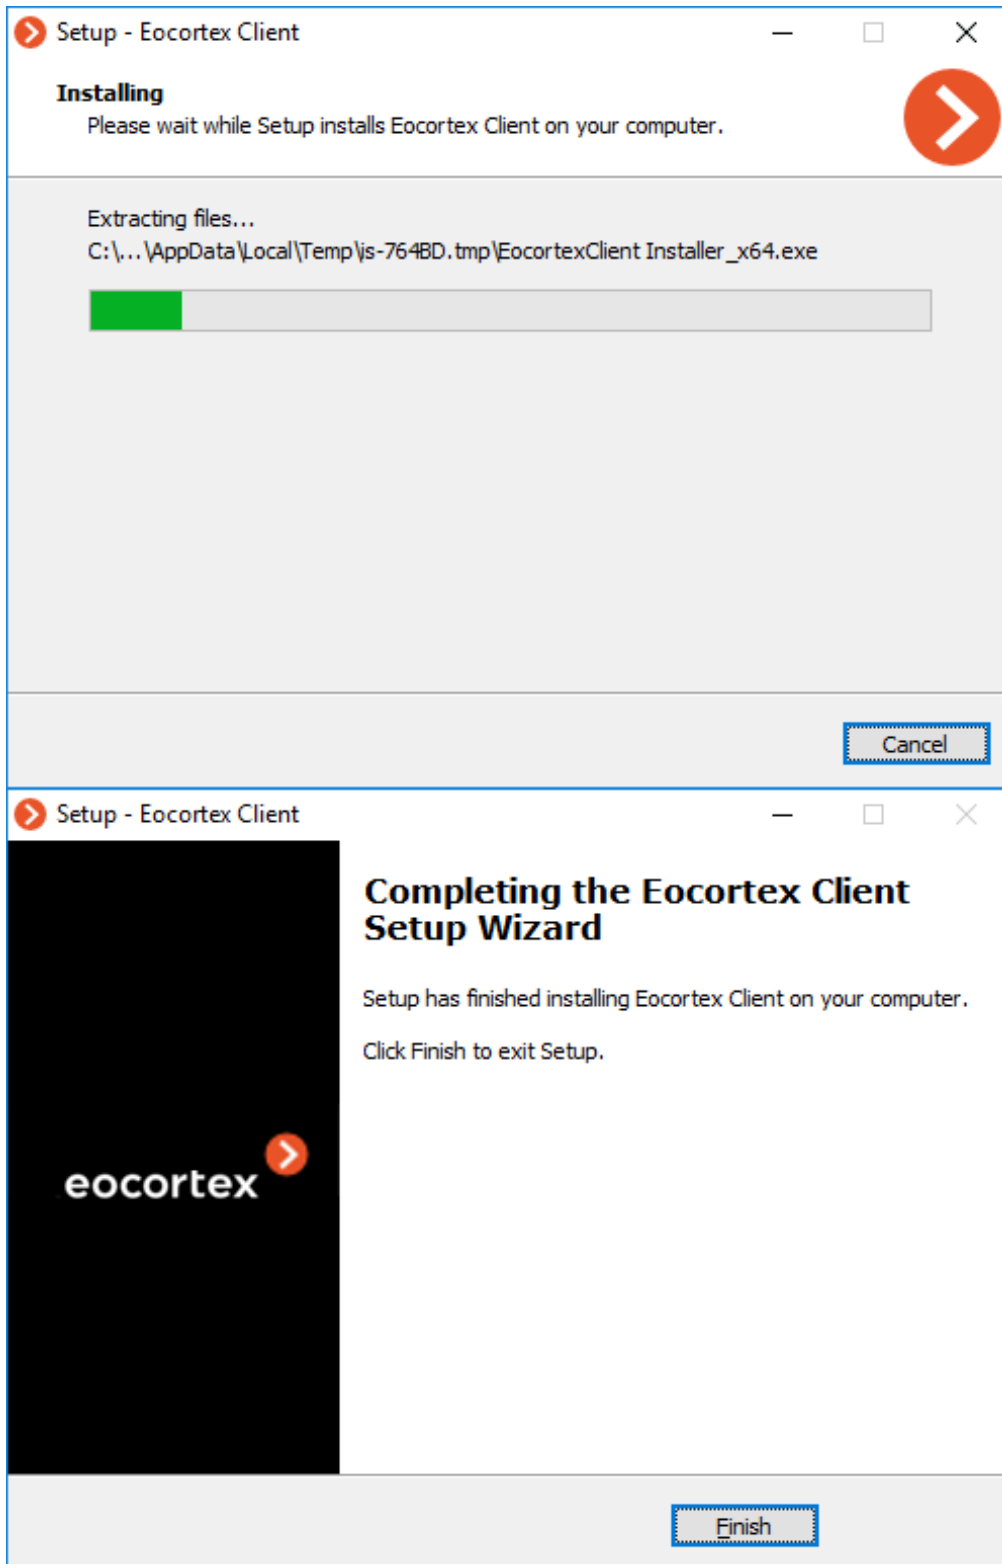 Setup - Eocortex Client
Installing
Please wait while Setup installs Eocortex Client on your computer.
Extracting files...
C:\...\AppData\Local\Temp\is-764BD.tmp\EocortexClient Installer_x64.exe
Cancel
Setup - Eocortex Client
Completing the Eocortex Client
Setup Wizard
Setup has finished installing Eocortex Client on your computer.
Click Finish to exit Setup.
eocortex
Finish